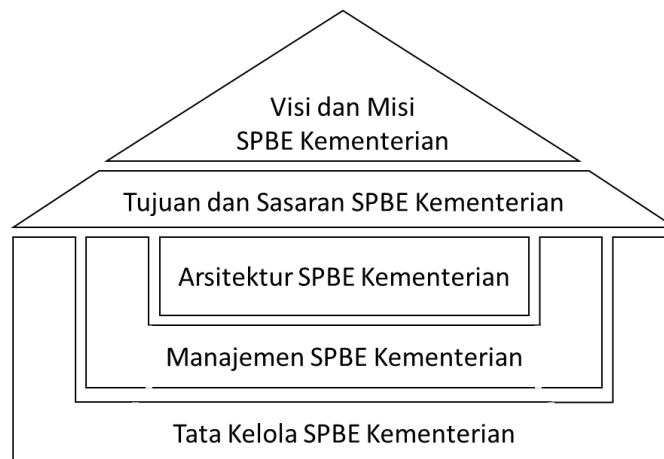 Visi dan Misi
SPBE Kementerian
Tujuan dan Sasaran SPBE Kementerian
Arsitektur SPBE Kementerian
Manajemen SPBE Kementerian
Tata Kelola SPBE Kementerian